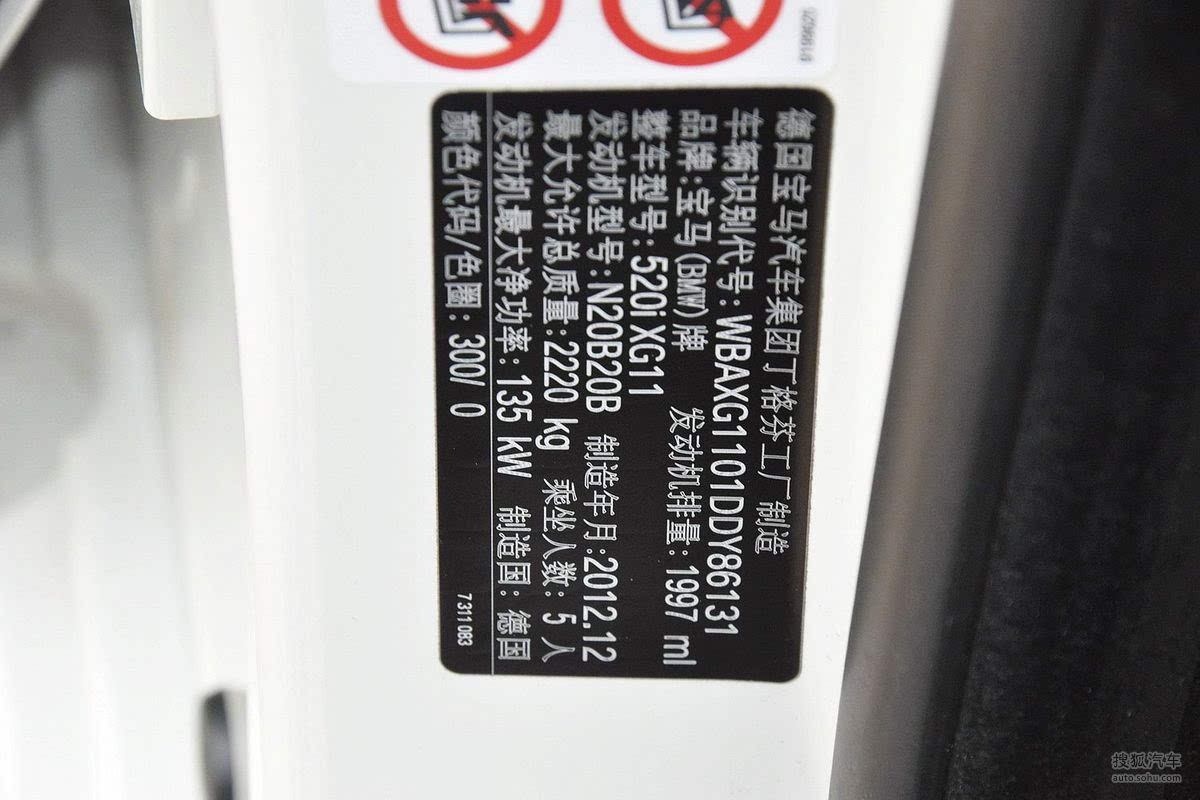 德国宝马汽车集团丁格芬工厂制造
车辆识别代号:WBAXG1101DDY86131
品牌:宝马(BMW)牌 发动机排量:1997 ml
整车型号:520i XG11
发动机型号:N20B20B 制造年月:2012.12
最大允许总质量:2220 kg 乘坐人数:5 人
发动机最大净功率:135 kW 制造国:德国
颜色代码/色圈:300/ 0
7311 083
搜狐汽车
auto.sohu.com